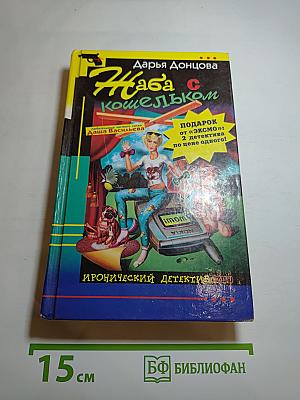 Дарья Донцова
Жаба с
кошельком
Даша Васильева
ПОДАРОК
от «ЭКСМО»:
2 детектива
по цене одного!
NOKIA
ИРОНИЧЕСКИЙ ДЕТЕКТИВ
15 см
БФ БИБЛИОФАН